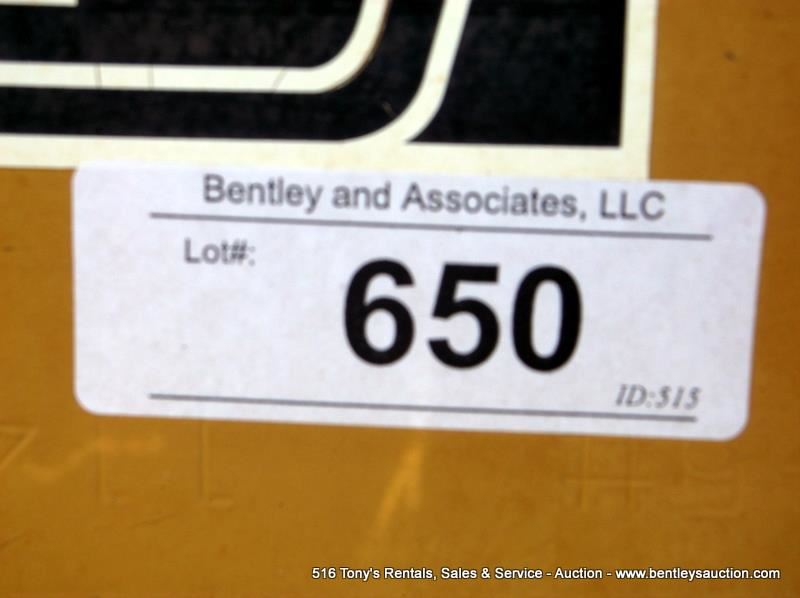 Bentley and Associates, LLC
Lot#:
650
ID:515
516 Tony's Rentals, Sales & Service - Auction - www.bentleysauction.com